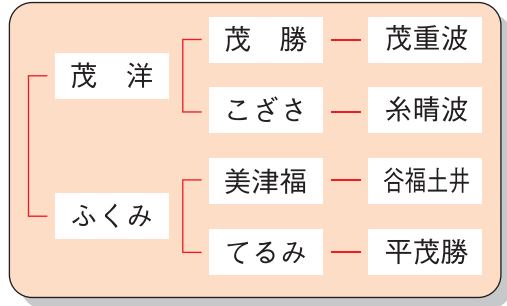 茂　勝
茂重波
茂　洋
こざさ
糸晴波
美津福
谷福土井
ふくみ
てるみ
平茂勝